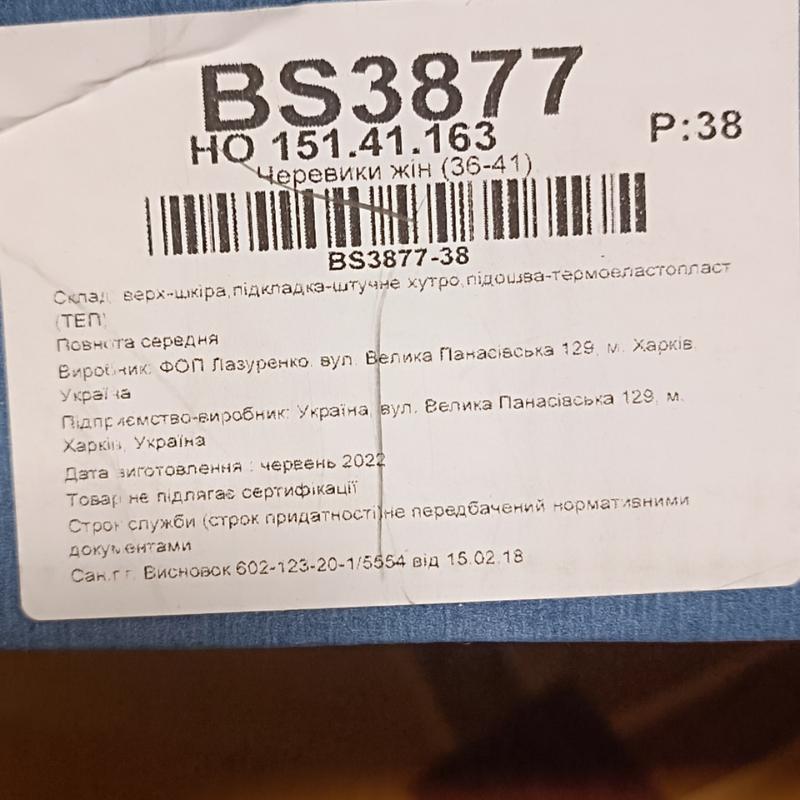 BS3877
НО 151.41.163
Р:38
Черевики жін (36-41)
BS3877-38
Склад: верх-шкіра,підкладка-штучне хутро,підошва-термоеластопласт
(ТЕП)
Повнота середня
Виробник: ФОП Лазуренко. вул. Велика Панасівська 129, м. Харків,
Україна
Підприємство-виробник: Україна, вул. Велика Панасівська 129, м.
Харків, Україна
Дата виготовлення : червень 2022
Товар не підлягає сертифікації
Строк служби (строк придатності)не передбачений нормативними
документами
Сан.гіг. Висновок 602-123-20-1/5554 від 15.02.18